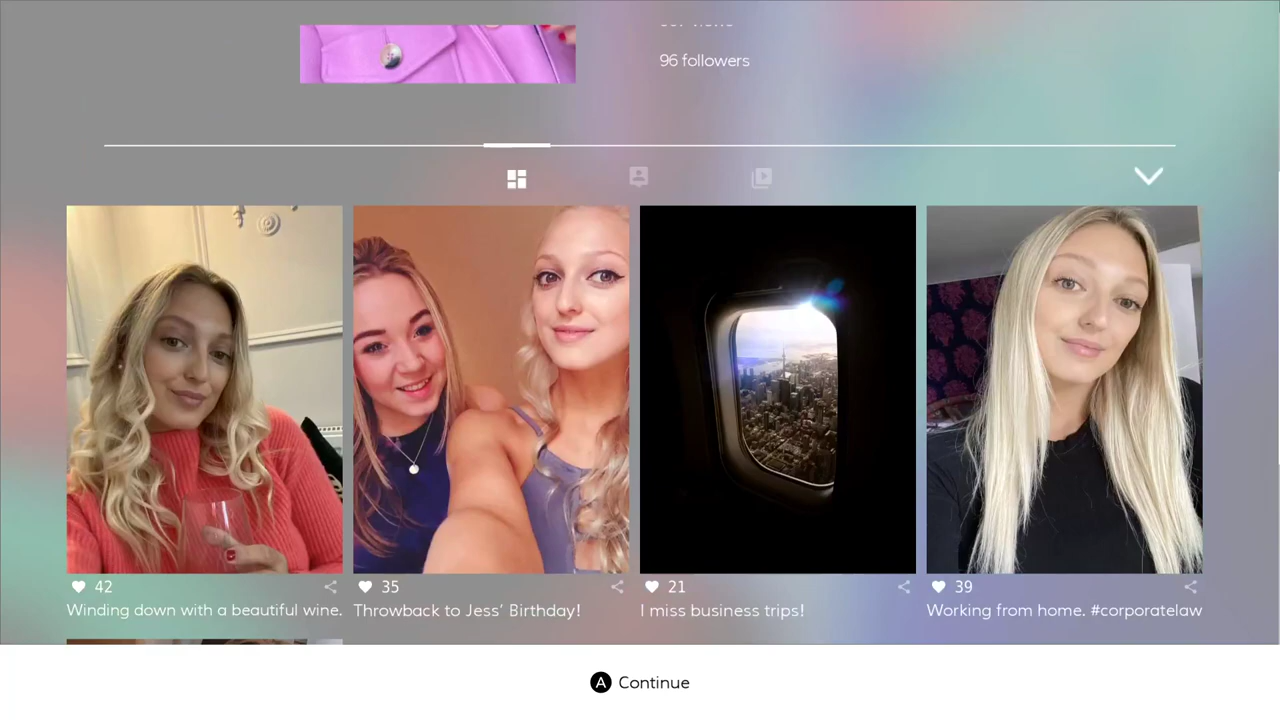 96 followers
42
Winding down with a beautiful wine.
35
Throwback to Jess’ Birthday!
21
I miss business trips!
39
Working from home. #corporatelaw
A Continue